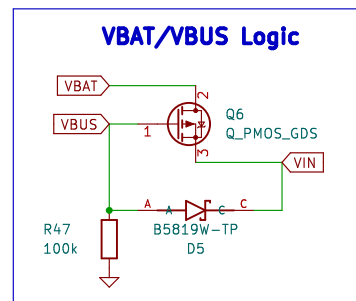 VBAT/VBUS Logic
VBAT
2
Q6
VBUS
1
Q_PMOS_GDS
3
VIN
A
A
C
C
R47
B5819W-TP
100k
D5